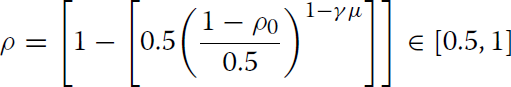 ρ = [1 − [0.5((1 − ρ₀)/0.5)^{1−γμ}]] ∈ [0.5, 1]